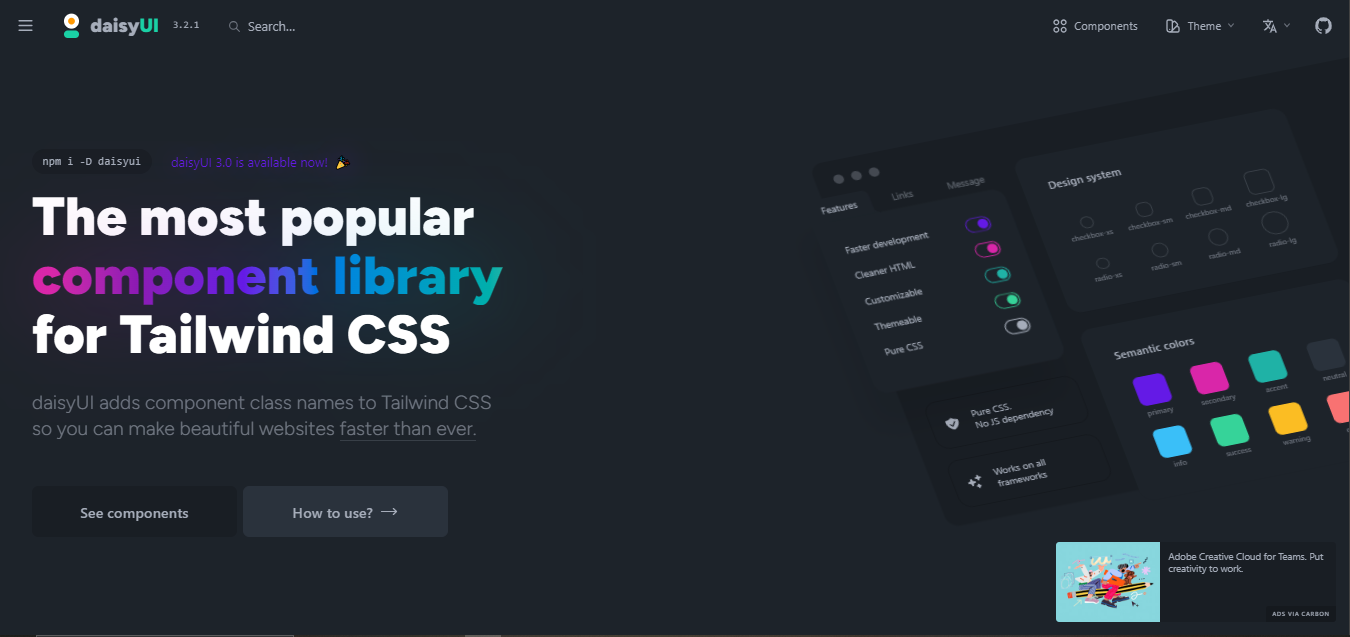 daisyUI 3.2.1 Search... Components Theme
npm i -D daisyui daisyUI 3.0 is available now!
The most popular
component library
for Tailwind CSS
daisyUI adds component class names to Tailwind CSS
so you can make beautiful websites faster than ever.
See components How to use? →
Features Links Message
Faster development
Cleaner HTML
Customizable
Themeable
Pure CSS
Pure CSS.
No JS dependency
Works on all
frameworks
Design system
checkbox-xs checkbox-sm checkbox-md checkbox-lg
radio-xs radio-sm radio-md radio-lg
Semantic colors
primary secondary accent neutral
info success warning
Adobe Creative Cloud for Teams. Put
creativity to work.
ADS VIA CARBON